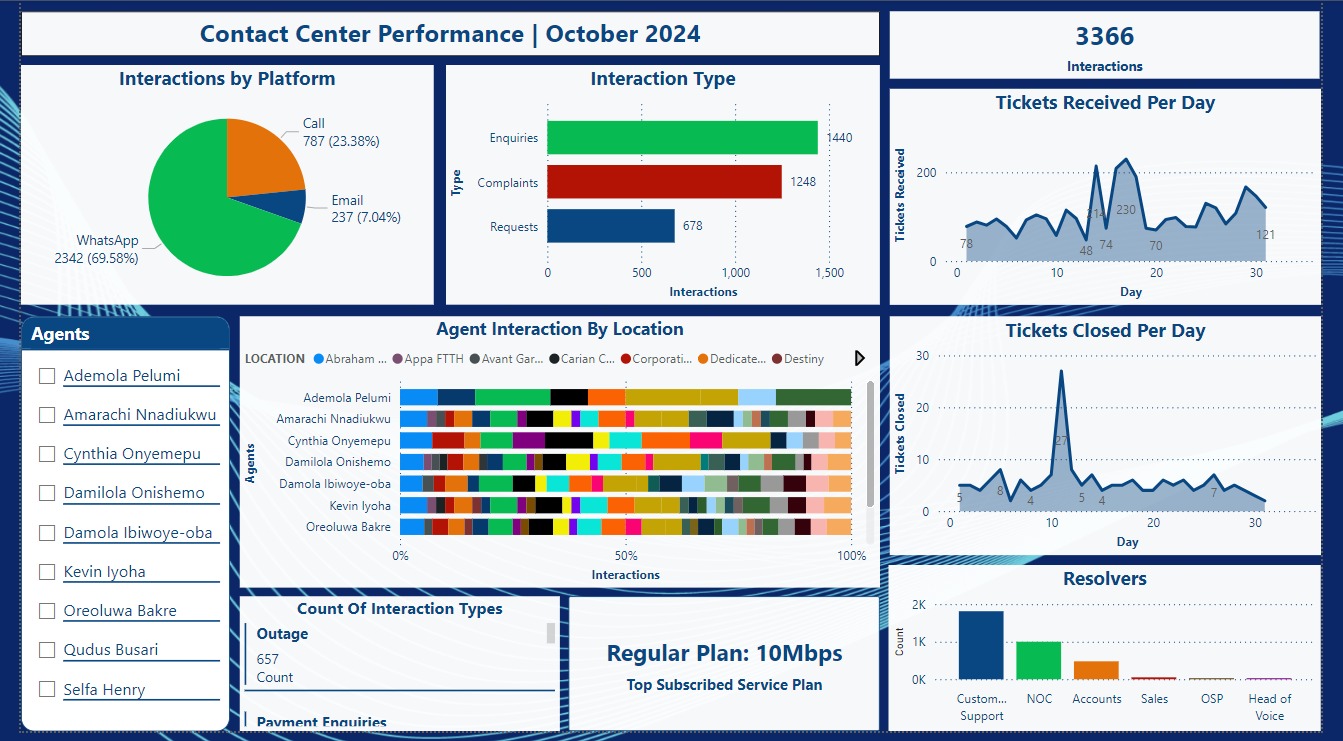 Contact Center Performance | October 2024
3366
Interactions
Interactions by Platform
Call
787 (23.38%)
Email
237 (7.04%)
WhatsApp
2342 (69.58%)
Interaction Type
Type
Enquiries
1440
Complaints
1248
Requests
678
0
500
1,000
1,500
Interactions
Tickets Received Per Day
Tickets Received
200
0
78
48
214
74
230
70
121
0
10
20
30
Day
Agents
Ademola Pelumi
Amarachi Nnadiukwu
Cynthia Onyemepu
Damilola Onishemo
Damola Ibiwoye-oba
Kevin Iyoha
Oreoluwa Bakre
Qudus Busari
Selfa Henry
Agent Interaction By Location
LOCATION Abraham ... Appa FTTH Avant Gar... Carian C... Corporati... Dedicate... Destiny
Agents
Ademola Pelumi
Amarachi Nnadiukwu
Cynthia Onyemepu
Damilola Onishemo
Damola Ibiwoye-oba
Kevin Iyoha
Oreoluwa Bakre
0%
50%
100%
Interactions
Tickets Closed Per Day
Tickets Closed
30
20
10
0
5
8
4
27
5
4
7
0
10
20
30
Day
Count Of Interaction Types
Outage
657
Count
Payment Enquiries
Regular Plan: 10Mbps
Top Subscribed Service Plan
Resolvers
Count
2K
1K
0K
Custom...
Support
NOC
Accounts
Sales
OSP
Head of
Voice